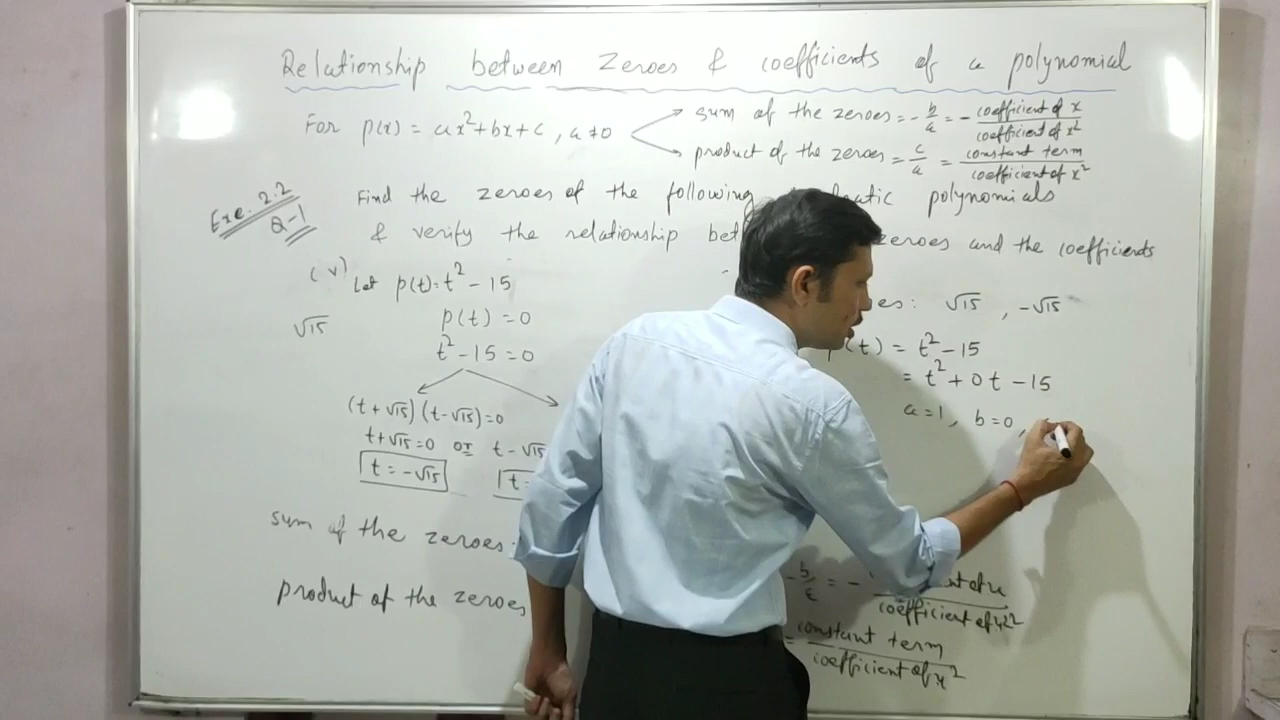 Relationship between zeroes & coefficients of a polynomial
For p(x) = ax²+bx+c, a≠0
sum of the zeroes = -b/a = - coefficient of x / coefficient of x²
product of the zeroes = c/a = constant term / coefficient of x²
Exe. 2.2
Q-1
Find the zeroes of the following polynomials
& verify the relationship zeroes and the coefficients
(v) Let p(t)=t²-15
√15
p(t)=0
t²-15=0
(t+√15)(t-√15)=0
t+√15=0 or t-√15
t=-√15
t=
sum of the zeroes
product of the zeroes
: √15, -√15
p(t) = t²-15
= t²+0t-15
a=1, b=0,
= -
coefficient of x²
= constant term / coefficient of x²